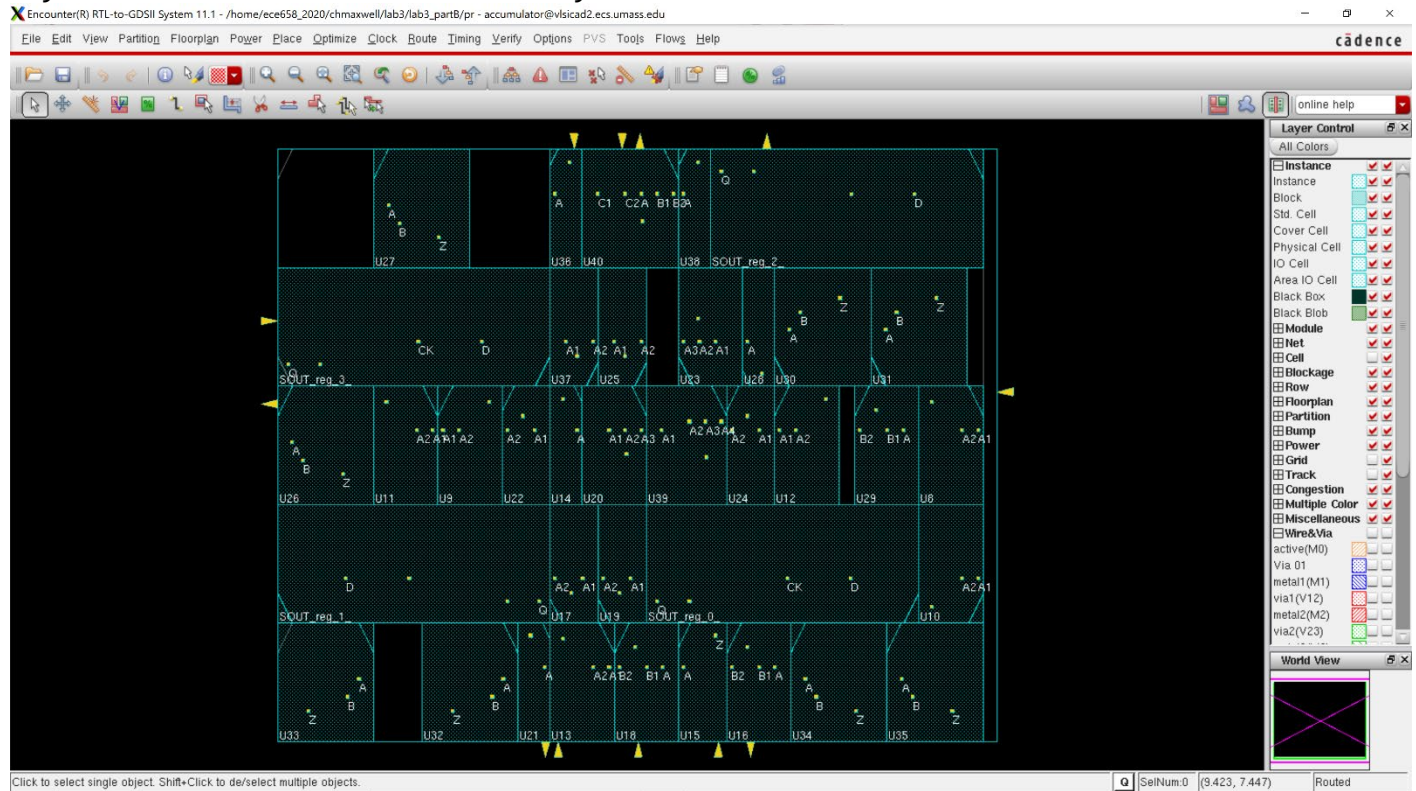 Encounter(R) RTL-to-GDSII System 11.1 - /home/ece658_2020/chmaxwell/lab3/lab3_partB/pr - accumulator@vlsicad2.ecs.umass.edu
File Edit View Partition Floorplan Power Place Optimize Clock Route Timing Verify Options PVS Tools Flows Help
cādence
online help
Layer Control
All Colors
Instance
Instance
Block
Std. Cell
Cover Cell
Physical Cell
IO Cell
Area IO Cell
Black Box
Black Blob
Module
Net
Cell
Blockage
Row
Floorplan
Partition
Bump
Power
Grid
Track
Congestion
Multiple Color
Miscellaneous
Wire&Via
active(M0)
Via 01
metal1(M1)
via1(V12)
metal2(M2)
via2(V23)
World View
Q
A C1 C2 A B1 D
A
B
Z
U27 U36 U40 U38 SOUT_reg_2_
Z Z
B B
A A
CK D A1 A2 A1 A2 A3 A2 A1 A
Q
SOUT_reg_3_ U37 U25 U23 U28 U30 U31
A2 A3 A4
A2 A1 A1 A2 A2 A1 A A1 A2 A3 A1 A2 A1 A1 A2 B2 B1 A A2 A1
A
B
Z
U26 U11 U9 U22 U14 U20 U39 U24 U12 U29 U8
D A2 A1 A2 A1 CK D A2 A1
Q Q
SOUT_reg_1_ U17 U19 SOUT_reg_0_ U10
Z
A A2 A1 B2 B1 A A B2 B1 A
A A A A
B B B B
Z Z Z Z
U33 U32 U21 U13 U18 U15 U16 U34 U35
Click to select single object. Shift+Click to de/select multiple objects.
Q SelNum:0 (9.423, 7.447) Routed